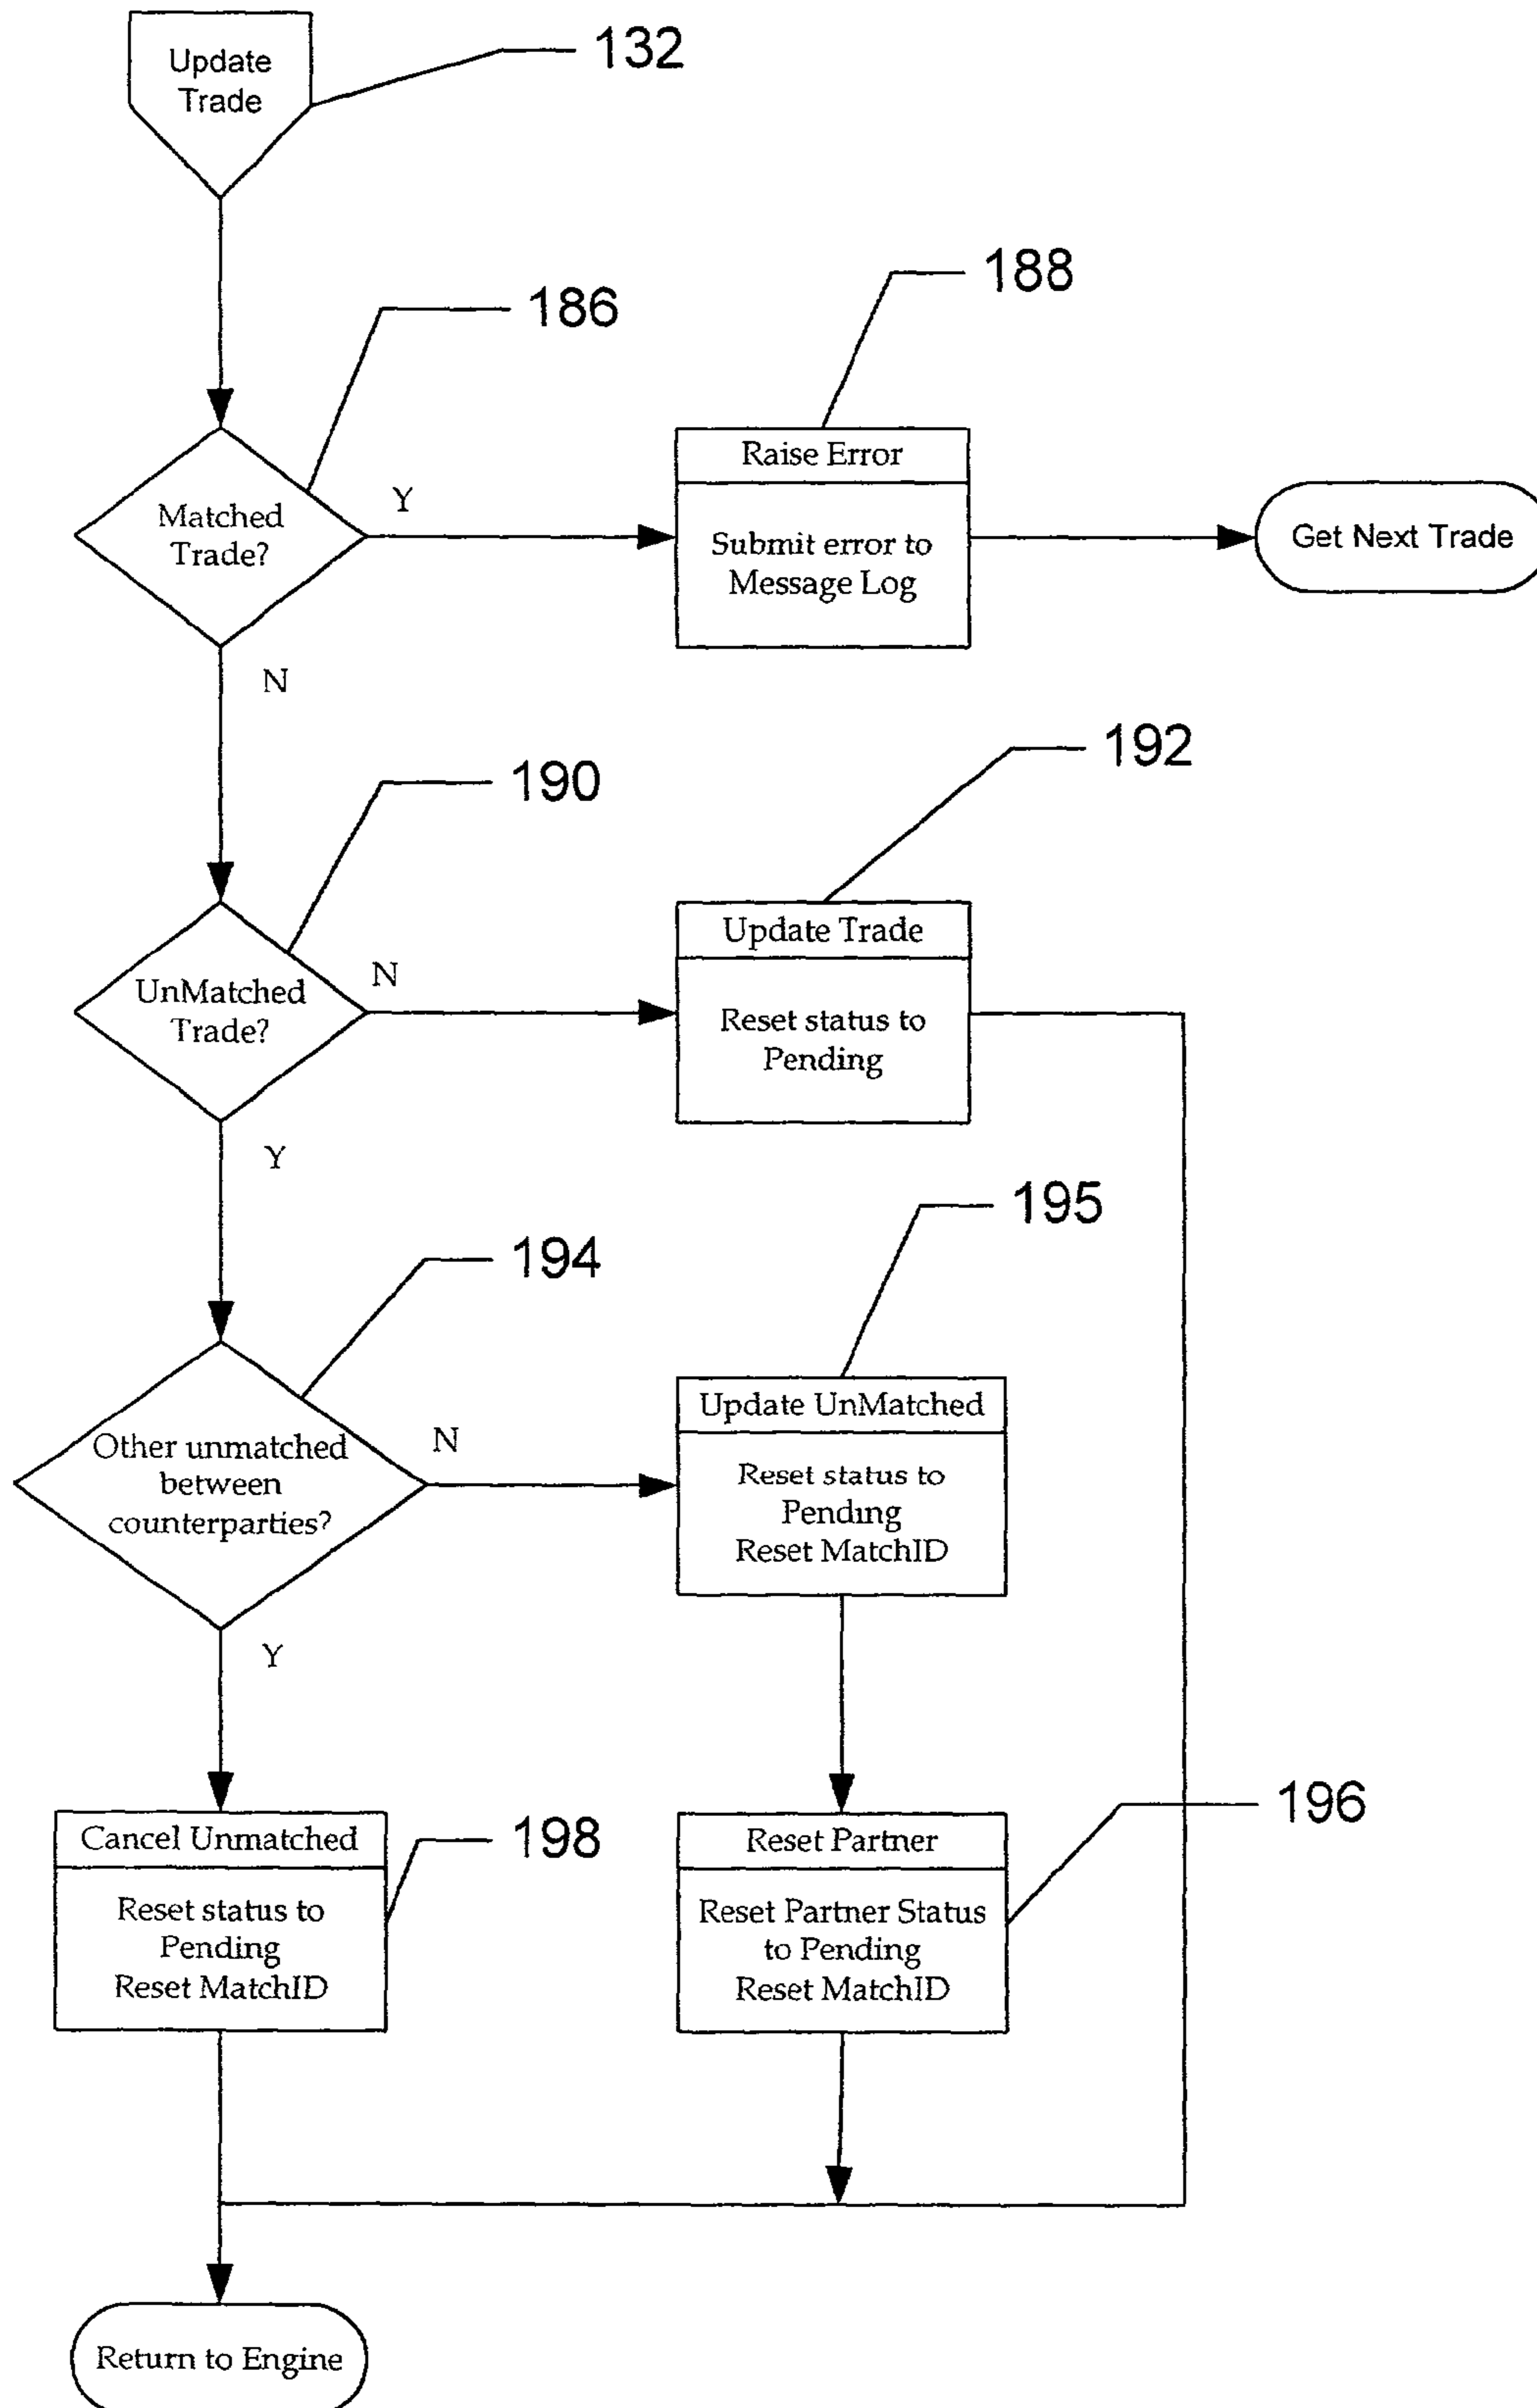 Update
Trade
132
186
188
Matched
Trade?
Y
N
Raise Error
Submit error to
Message Log
Get Next Trade
190
192
UnMatched
Trade?
N
Y
Update Trade
Reset status to
Pending
194
195
Other unmatched
between
counterparties?
N
Y
Update UnMatched
Reset status to
Pending
Reset MatchID
198
196
Cancel Unmatched
Reset status to
Pending
Reset MatchID
Reset Partner
Reset Partner Status
to Pending
Reset MatchID
Return to Engine